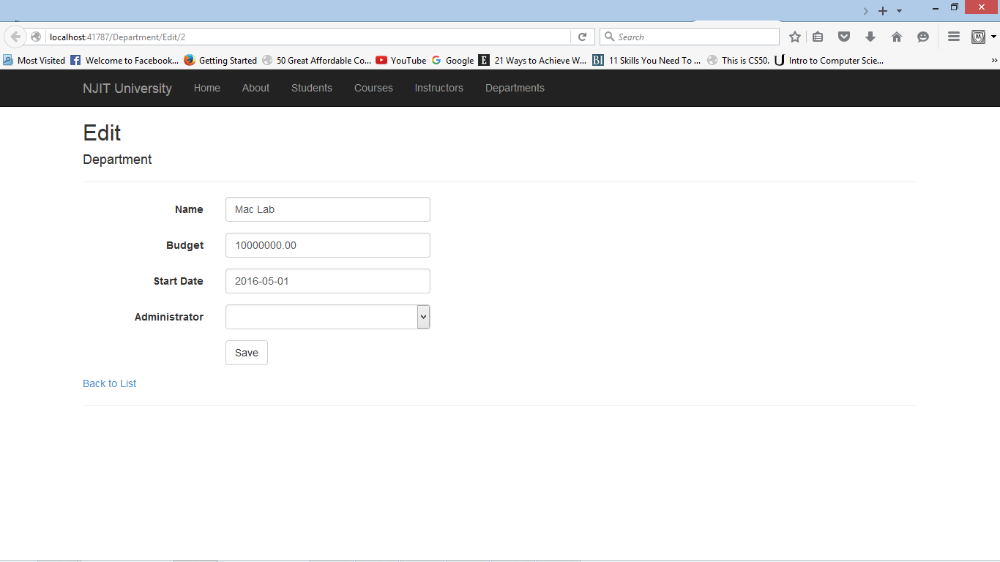 localhost:41787/Department/Edit/2
Search
Most Visited Welcome to Facebook... Getting Started 50 Great Affordable Co... YouTube Google E 21 Ways to Achieve W... BI 11 Skills You Need To ... This is CS50. U Intro to Computer Scie... »
NJIT University Home About Students Courses Instructors Departments
Edit
Department
Name Mac Lab
Budget 10000000.00
Start Date 2016-05-01
Administrator
Save
Back to List